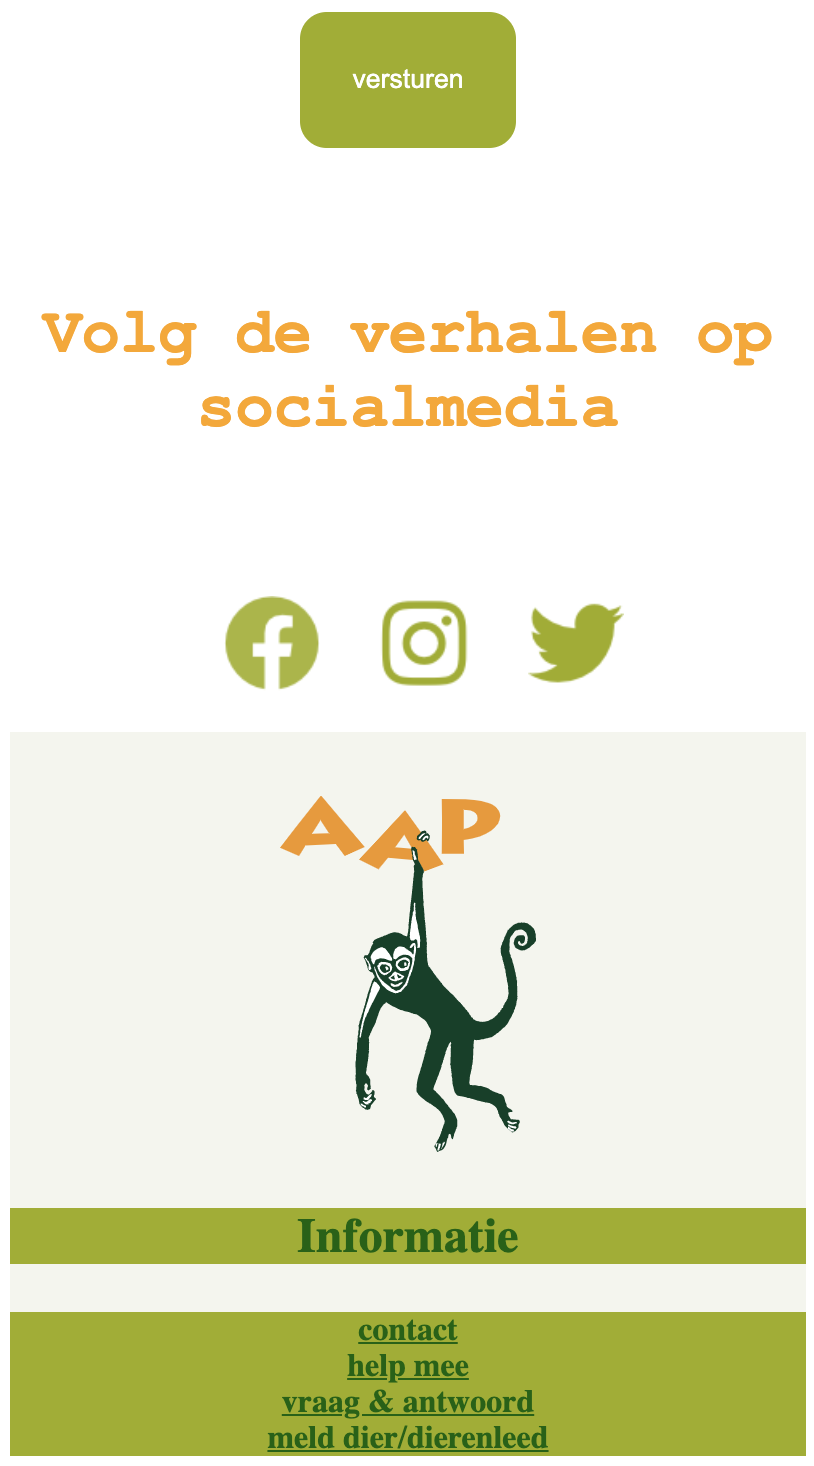 versturen
Volg de verhalen op
socialmedia
AAP
Informatie
contact
help mee
vraag & antwoord
meld dier/dierenleed